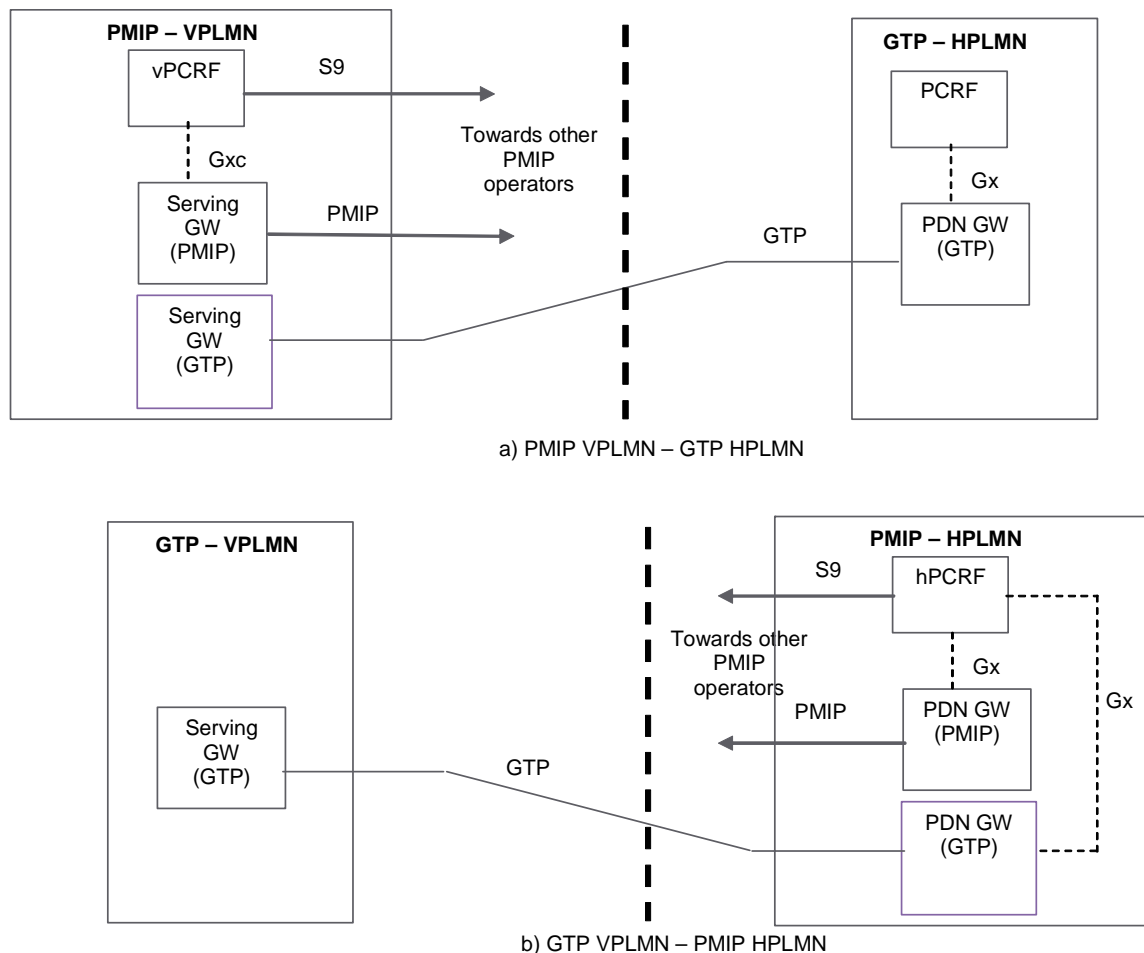 PMIP – VPLMN
vPCRF
S9
Gxc
Serving
GW
(PMIP)
PMIP
Towards other
PMIP
operators
Serving
GW
(GTP)
GTP
GTP – HPLMN
PCRF
Gx
PDN GW
(GTP)
a) PMIP VPLMN – GTP HPLMN
GTP – VPLMN
Serving
GW
(GTP)
GTP
PMIP – HPLMN
S9
hPCRF
Towards other
PMIP
operators
Gx
Gx
PMIP
PDN GW
(PMIP)
PDN GW
(GTP)
b) GTP VPLMN – PMIP HPLMN